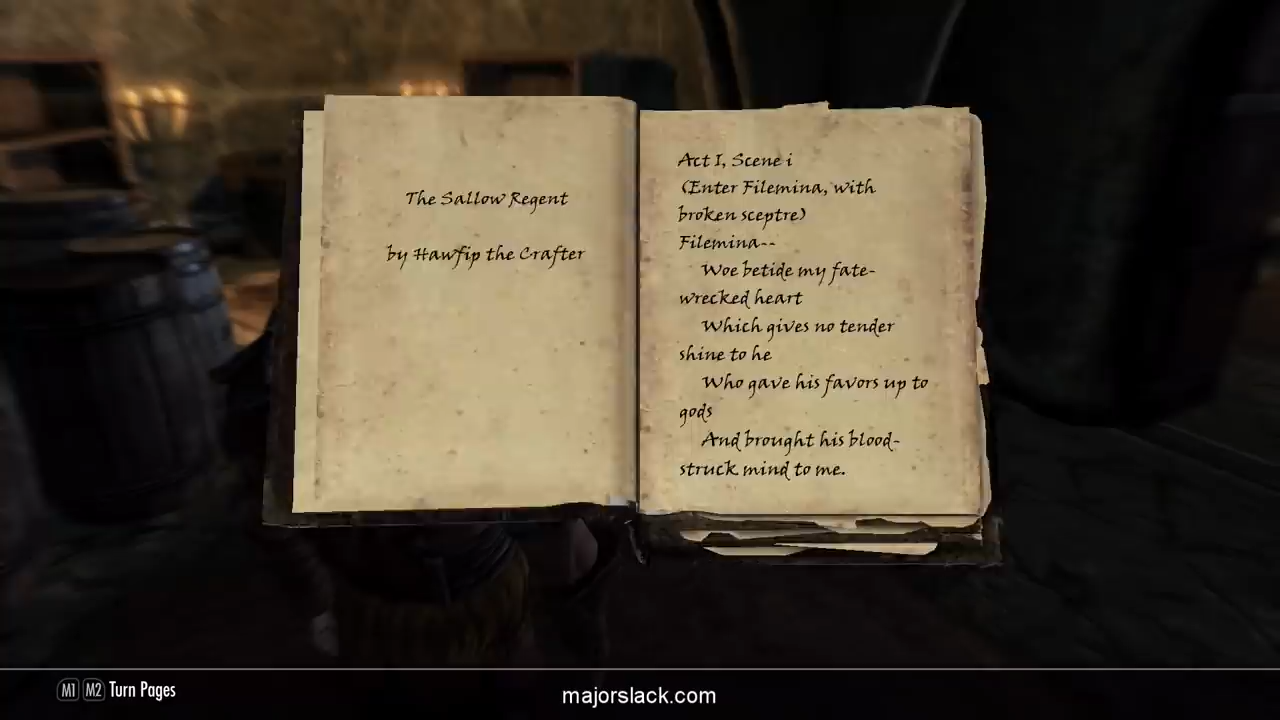 The Sallow Regent
by Hawfip the Crafter
Act I, Scene i
(Enter Filemina, with
broken sceptre)
Filemina--
Woe betide my fate-
wrecked heart
Which gives no tender
shine to he
Who gave his favors up to
gods
And brought his blood-
struck mind to me.
M1 M2 Turn Pages
majorslack.com